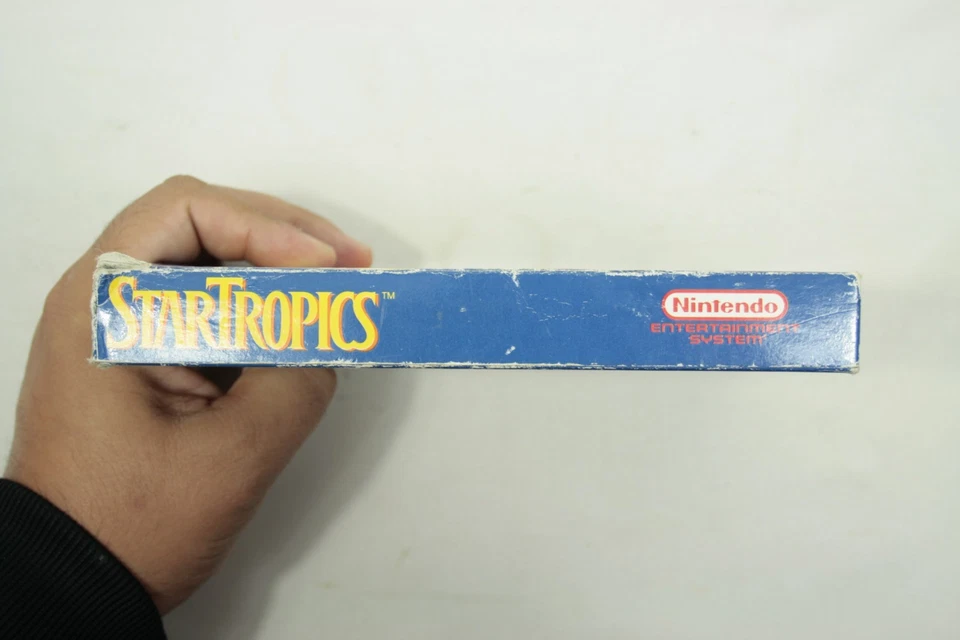 StarTropics™
Nintendo
ENTERTAINMENT
SYSTEM